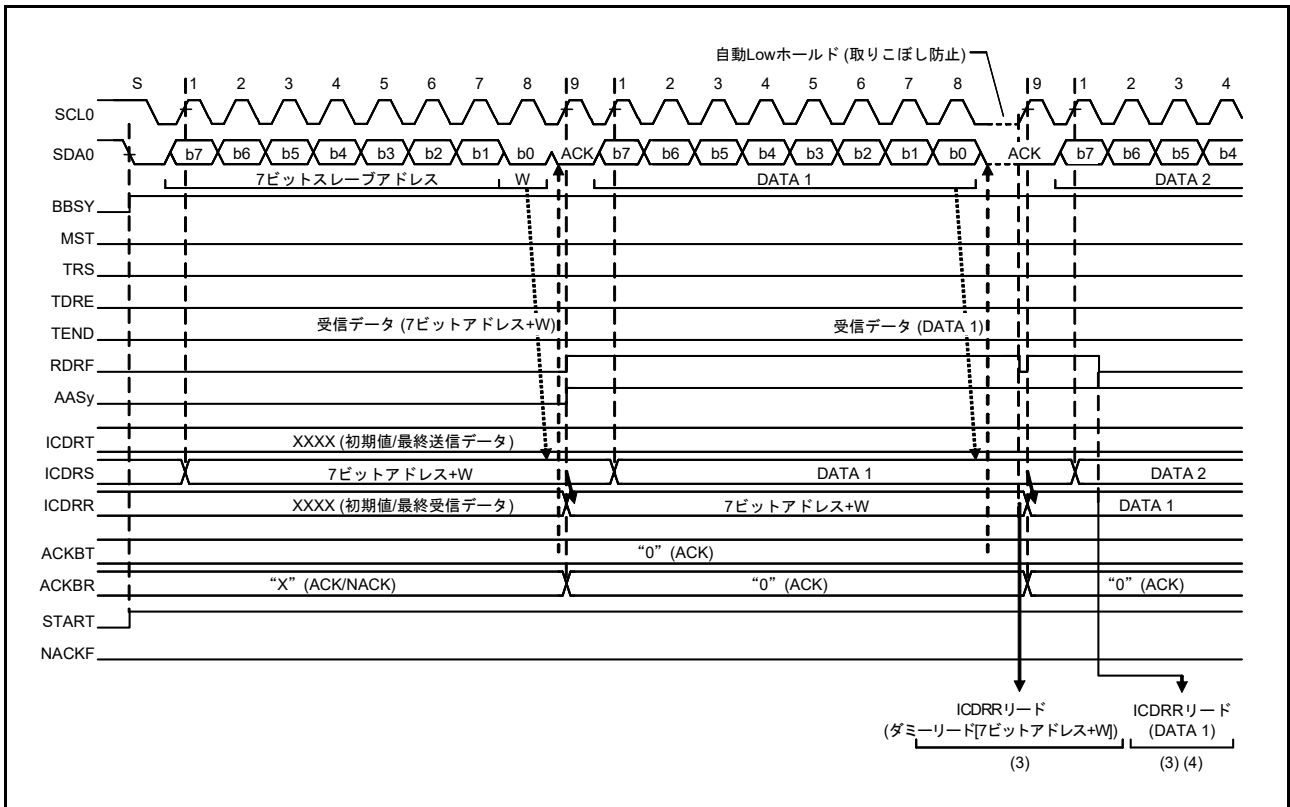 自動Lowホールド (取りこぼし防止)
S 1 2 3 4 5 6 7 8 9 1 2 3 4 5 6 7 8 9 1 2 3 4
SCL0
SDA0 b7 b6 b5 b4 b3 b2 b1 b0 ACK b7 b6 b5 b4 b3 b2 b1 b0 ACK b7 b6 b5 b4
7ビットスレーブアドレス W DATA 1 DATA 2
BBSY
MST
TRS
TDRE
受信データ (7ビットアドレス+W) 受信データ (DATA 1)
TEND
RDRF
AASy
ICDRT XXXX (初期値/最終送信データ)
ICDRS 7ビットアドレス+W DATA 1 DATA 2
ICDRR XXXX (初期値/最終受信データ) 7ビットアドレス+W DATA 1
ACKBT “0” (ACK)
ACKBR “X” (ACK/NACK) “0” (ACK) “0” (ACK)
START
NACKF
ICDRRリード ICDRRリード
(ダミーリード[7ビットアドレス+W]) (DATA 1)
(3) (3) (4)